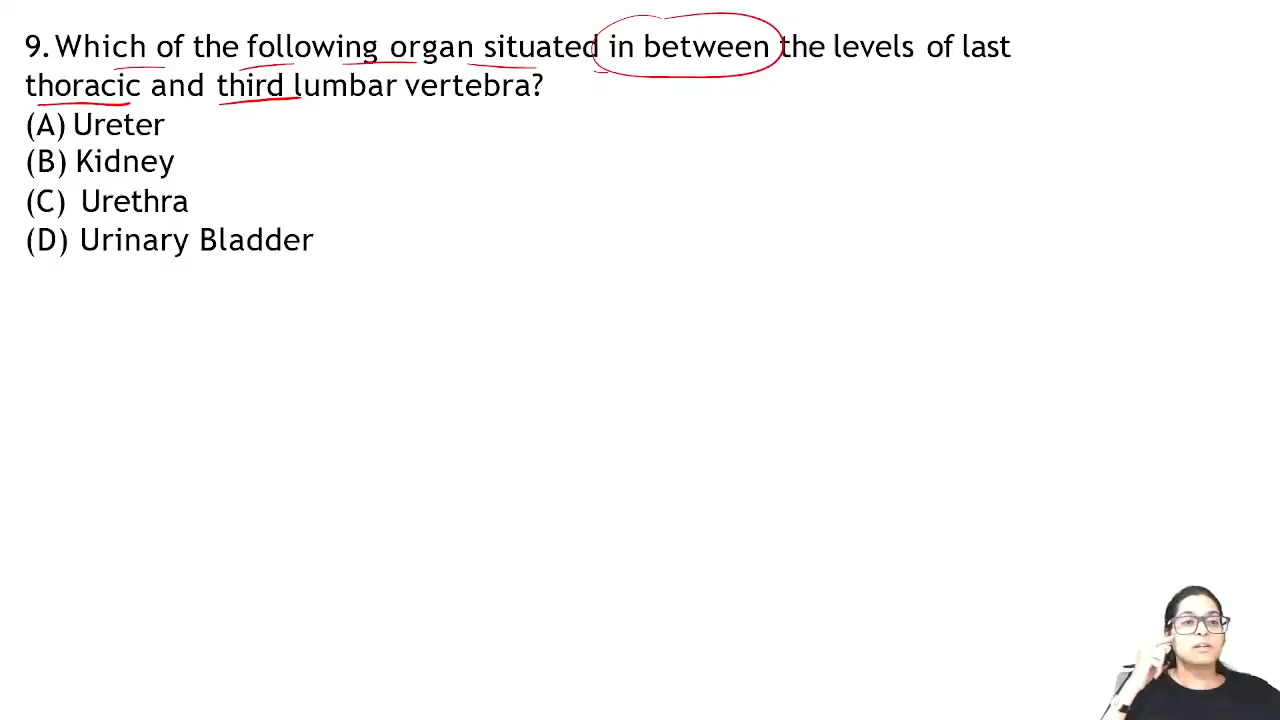 9. Which of the following organ situated in between the levels of last
thoracic and third lumbar vertebra?
(A) Ureter
(B) Kidney
(C) Urethra
(D) Urinary Bladder